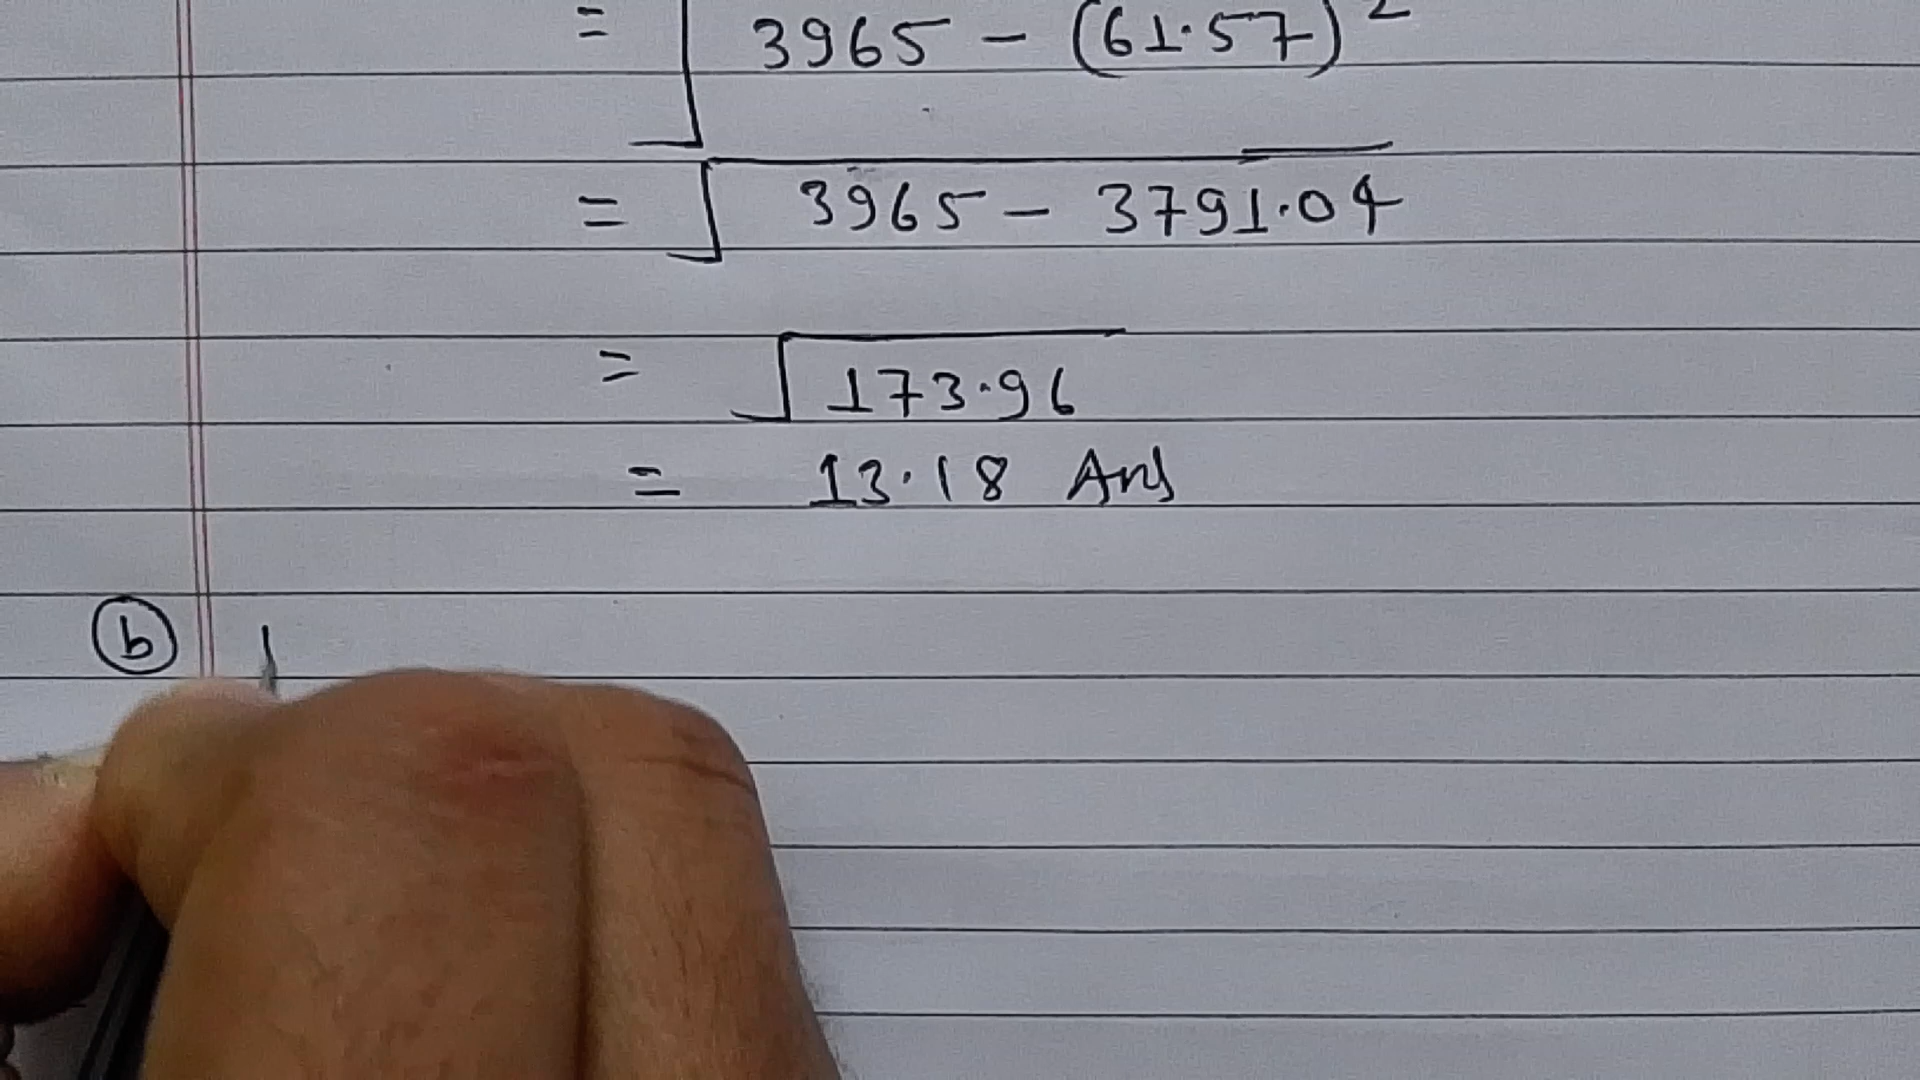 = √3965 - (61.57)²
= √3965 - 3791.04
= √173.96
= 13.18 Ans
(b)